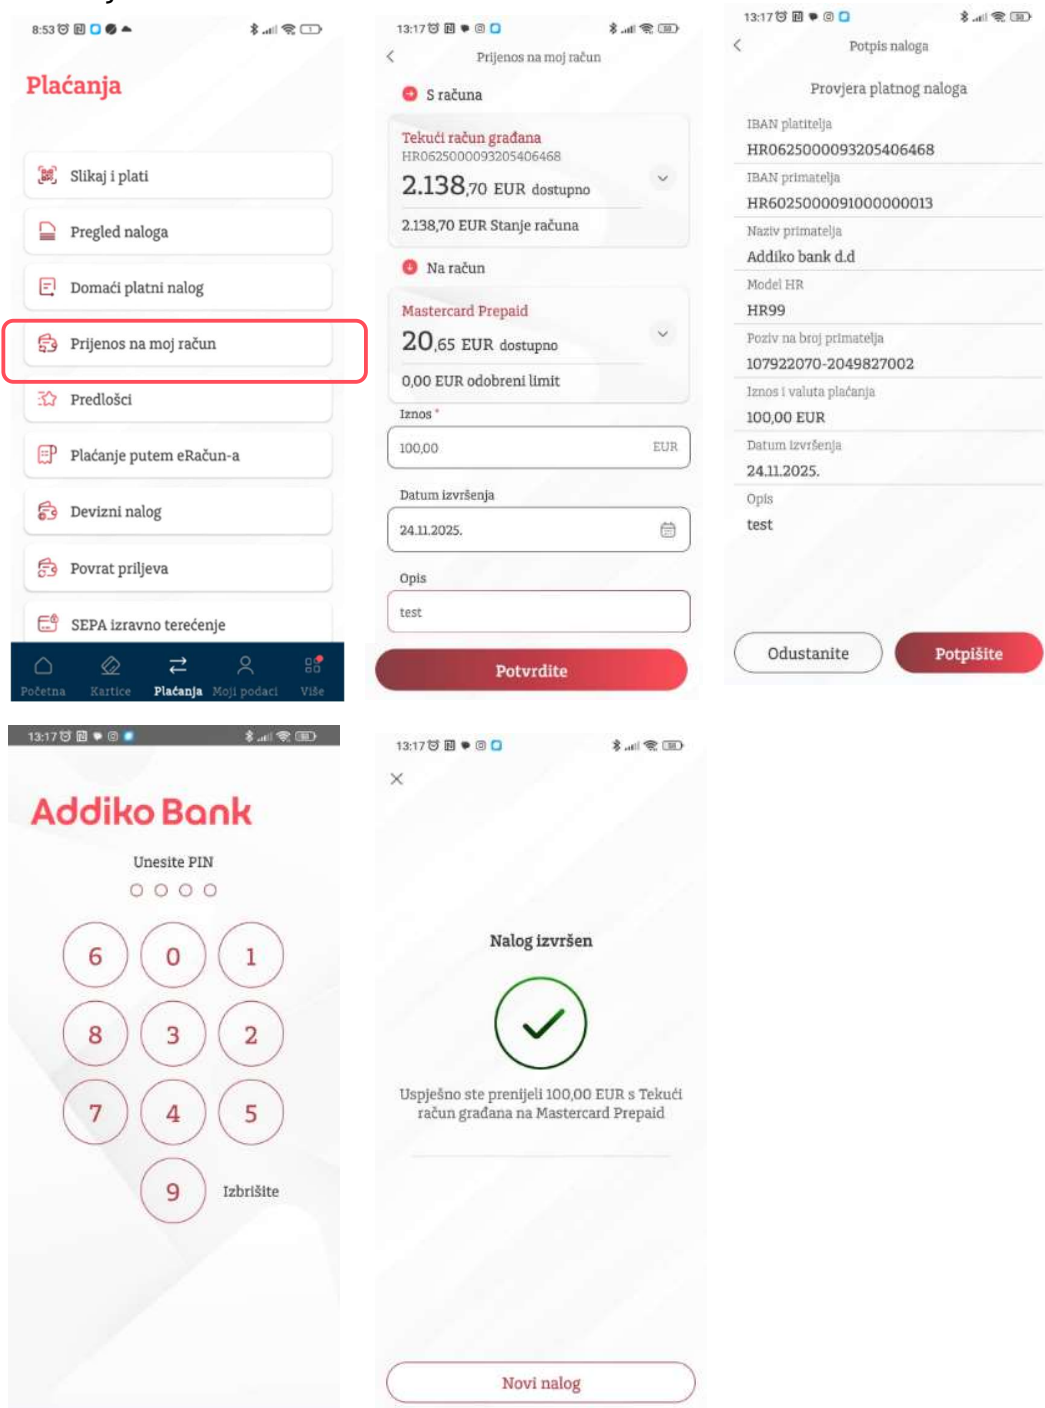 8:53
Plaćanja
Slikaj i plati
Pregled naloga
Domaći platni nalog
Prijenos na moj račun
Predlošci
Plaćanje putem eRačun-a
Devizni nalog
Povrat priljeva
SEPA izravno terećenje
Početna Kartice Plaćanja Moji podaci Više
13:17
Prijenos na moj račun
S računa
Tekući račun građana
HR0625000093205406468
2.138,70 EUR dostupno
2.138,70 EUR Stanje računa
Na račun
Mastercard Prepaid
20,65 EUR dostupno
0,00 EUR odobreni limit
Iznos *
100,00 EUR
Datum izvršenja
24.11.2025.
Opis
test
Potvrdite
13:17
Potpis naloga
Provjera platnog naloga
IBAN platitelja
HR0625000093205406468
IBAN primatelja
HR6025000091000000013
Naziv primatelja
Addiko bank d.d
Model HR
HR99
Poziv na broj primatelja
107922070-2049827002
Iznos i valuta plaćanja
100,00 EUR
Datum izvršenja
24.11.2025.
Opis
test
Odustanite Potpišite
13:17
Addiko Bank
Unesite PIN
6 0 1
8 3 2
7 4 5
9 Izbrišite
13:17
Nalog izvršen
Uspješno ste prenijeli 100,00 EUR s Tekući
račun građana na Mastercard Prepaid
Novi nalog